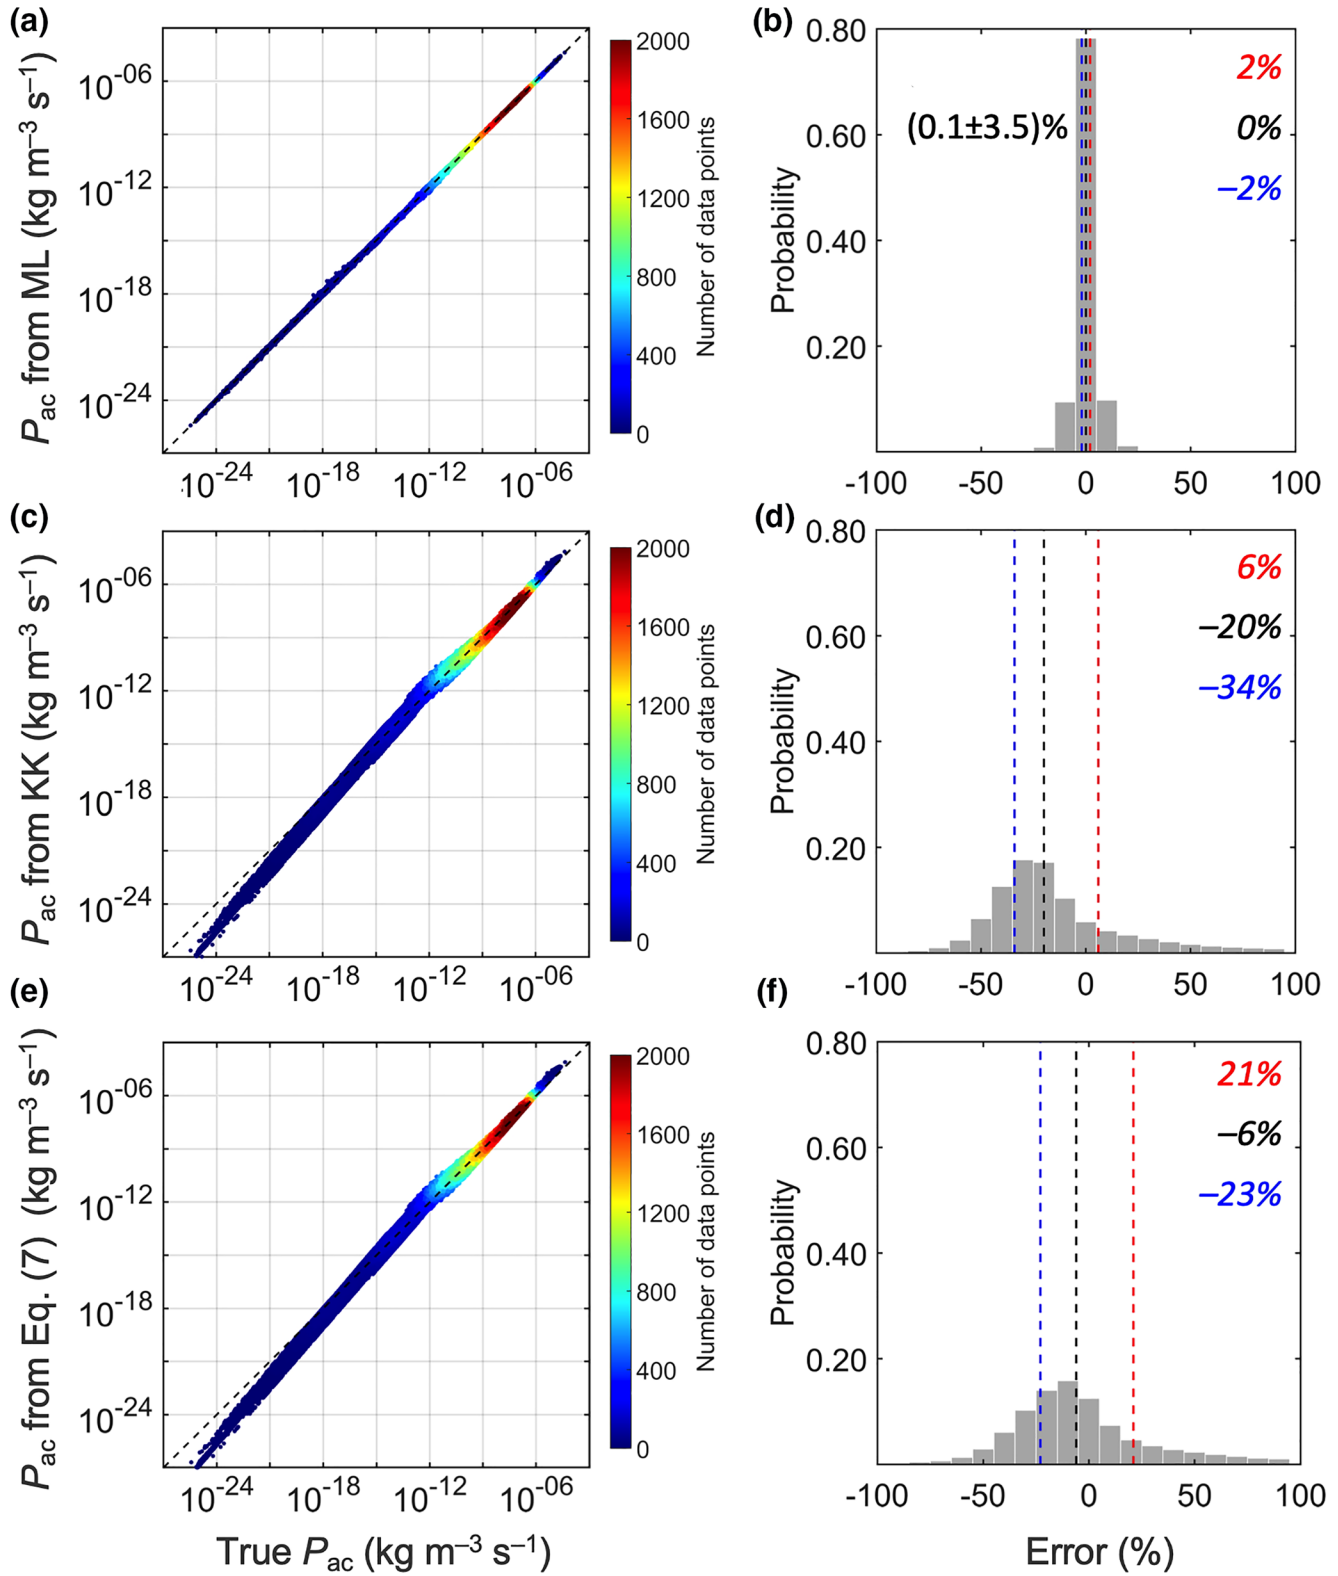 (a)
P_ac from ML (kg m−3 s−1)
10-06
10-12
10-18
10-24
10-24 10-18 10-12 10-06
2000
1600
1200
800
400
0
Number of data points
(b)
Probability
0.80
0.60
0.40
0.20
(0.1±3.5)%
2%
0%
−2%
-100 -50 0 50 100
(c)
Pac from KK (kg m−3 s−1)
10-06
10-12
10-18
10-24
10-24 10-18 10-12 10-06
2000
1600
1200
800
400
0
Number of data points
(d)
Probability
0.80
0.60
0.40
0.20
6%
−20%
−34%
-100 -50 0 50 100
(e)
Pac from Eq. (7) (kg m−3 s−1)
10-06
10-12
10-18
10-24
10-24 10-18 10-12 10-06
True Pac (kg m−3 s−1)
2000
1600
1200
800
400
0
Number of data points
(f)
Probability
0.80
0.60
0.40
0.20
21%
−6%
−23%
-100 -50 0 50 100
Error (%)